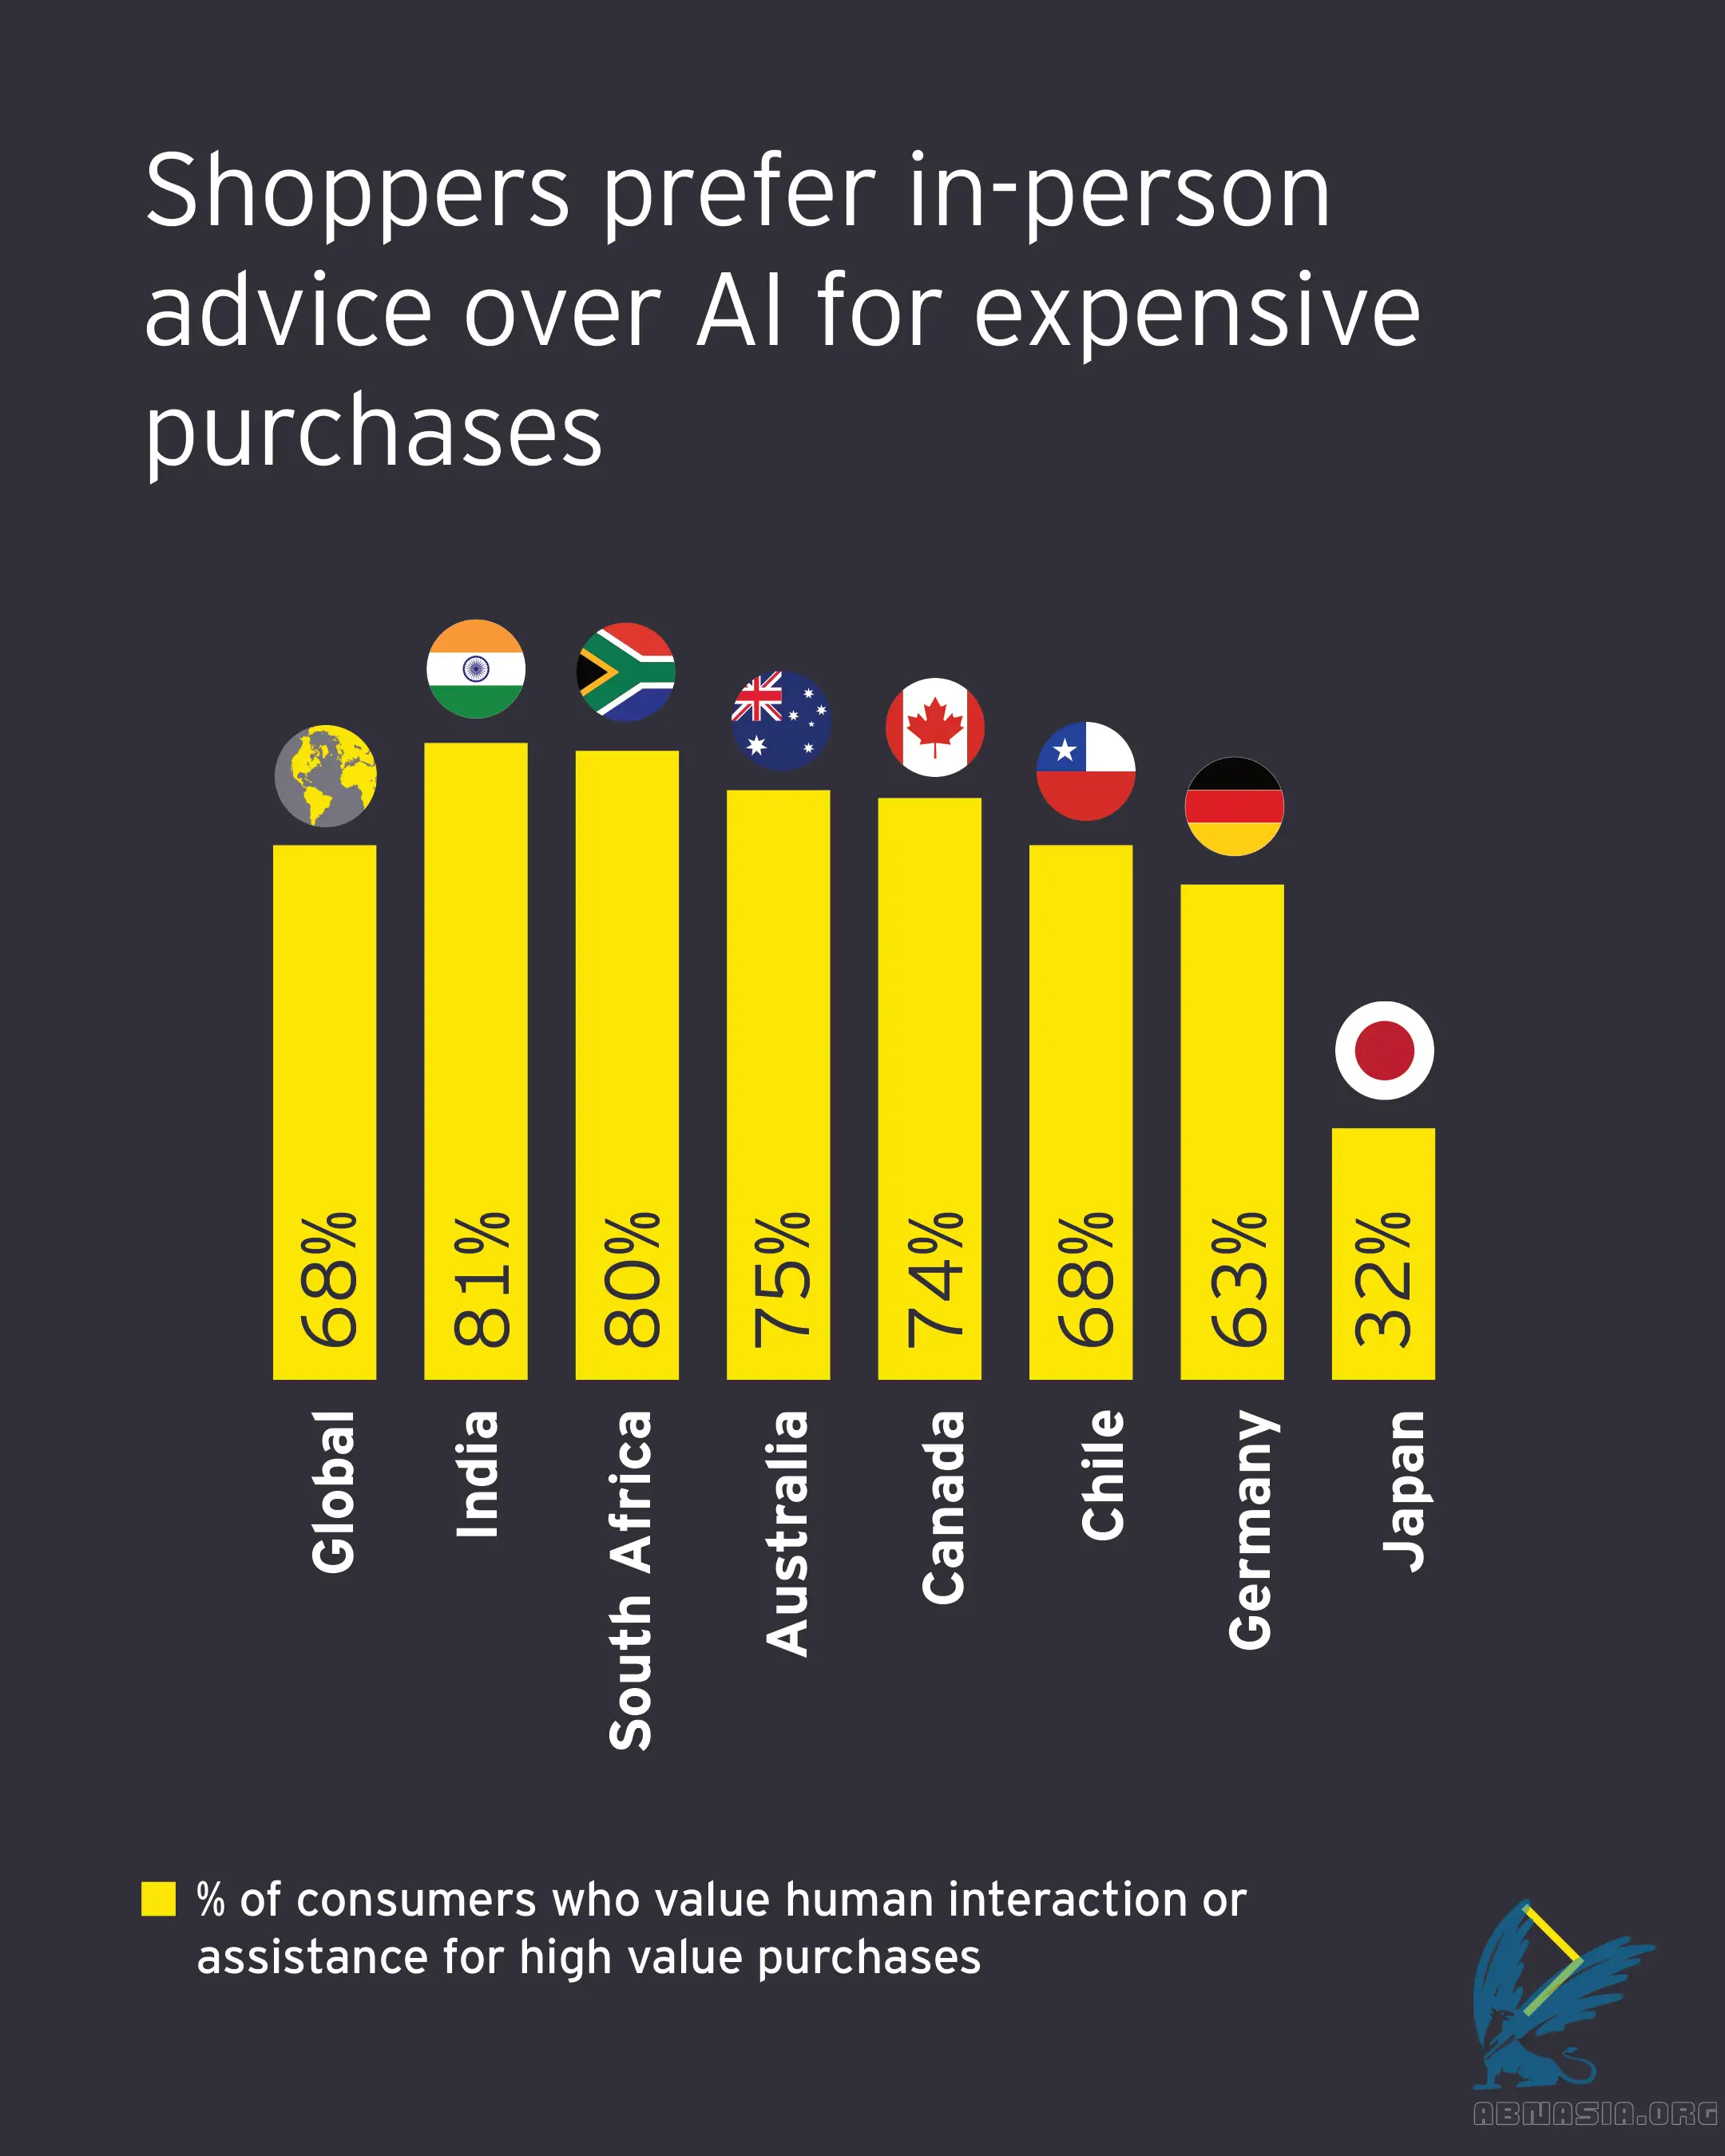 Shoppers prefer in-person
advice over AI for expensive
purchases
68%
81%
80%
75%
74%
68%
63%
32%
Global
India
South Africa
Australia
Canada
Chile
Germany
Japan
% of consumers who value human interaction or
assistance for high value purchases
ABNASIA.ORG